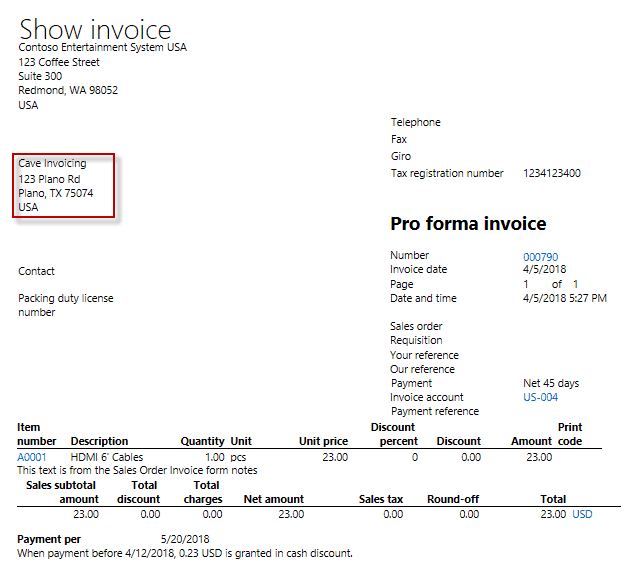 Show invoice
Contoso Entertainment System USA
123 Coffee Street
Suite 300
Redmond, WA 98052
USA
Telephone
Fax
Giro
Tax registration number 1234123400
Cave Invoicing
123 Plano Rd
Plano, TX 75074
USA
Pro forma invoice
Number 000790
Invoice date 4/5/2018
Page 1 of 1
Date and time 4/5/2018 5:27 PM
Contact
Packing duty license
number
Sales order
Requisition
Your reference
Our reference
Payment Net 45 days
Invoice account US-004
Payment reference
Item Discount Print
number Description Quantity Unit Unit price percent Discount Amount code
A0001 HDMI 6' Cables 1.00 pcs 23.00 0 0.00 23.00
This text is from the Sales Order Invoice form notes
Sales subtotal Total Total
amount discount charges Net amount Sales tax Round-off Total
23.00 0.00 0.00 23.00 0.00 0.00 23.00 USD
Payment per 5/20/2018
When payment before 4/12/2018, 0.23 USD is granted in cash discount.